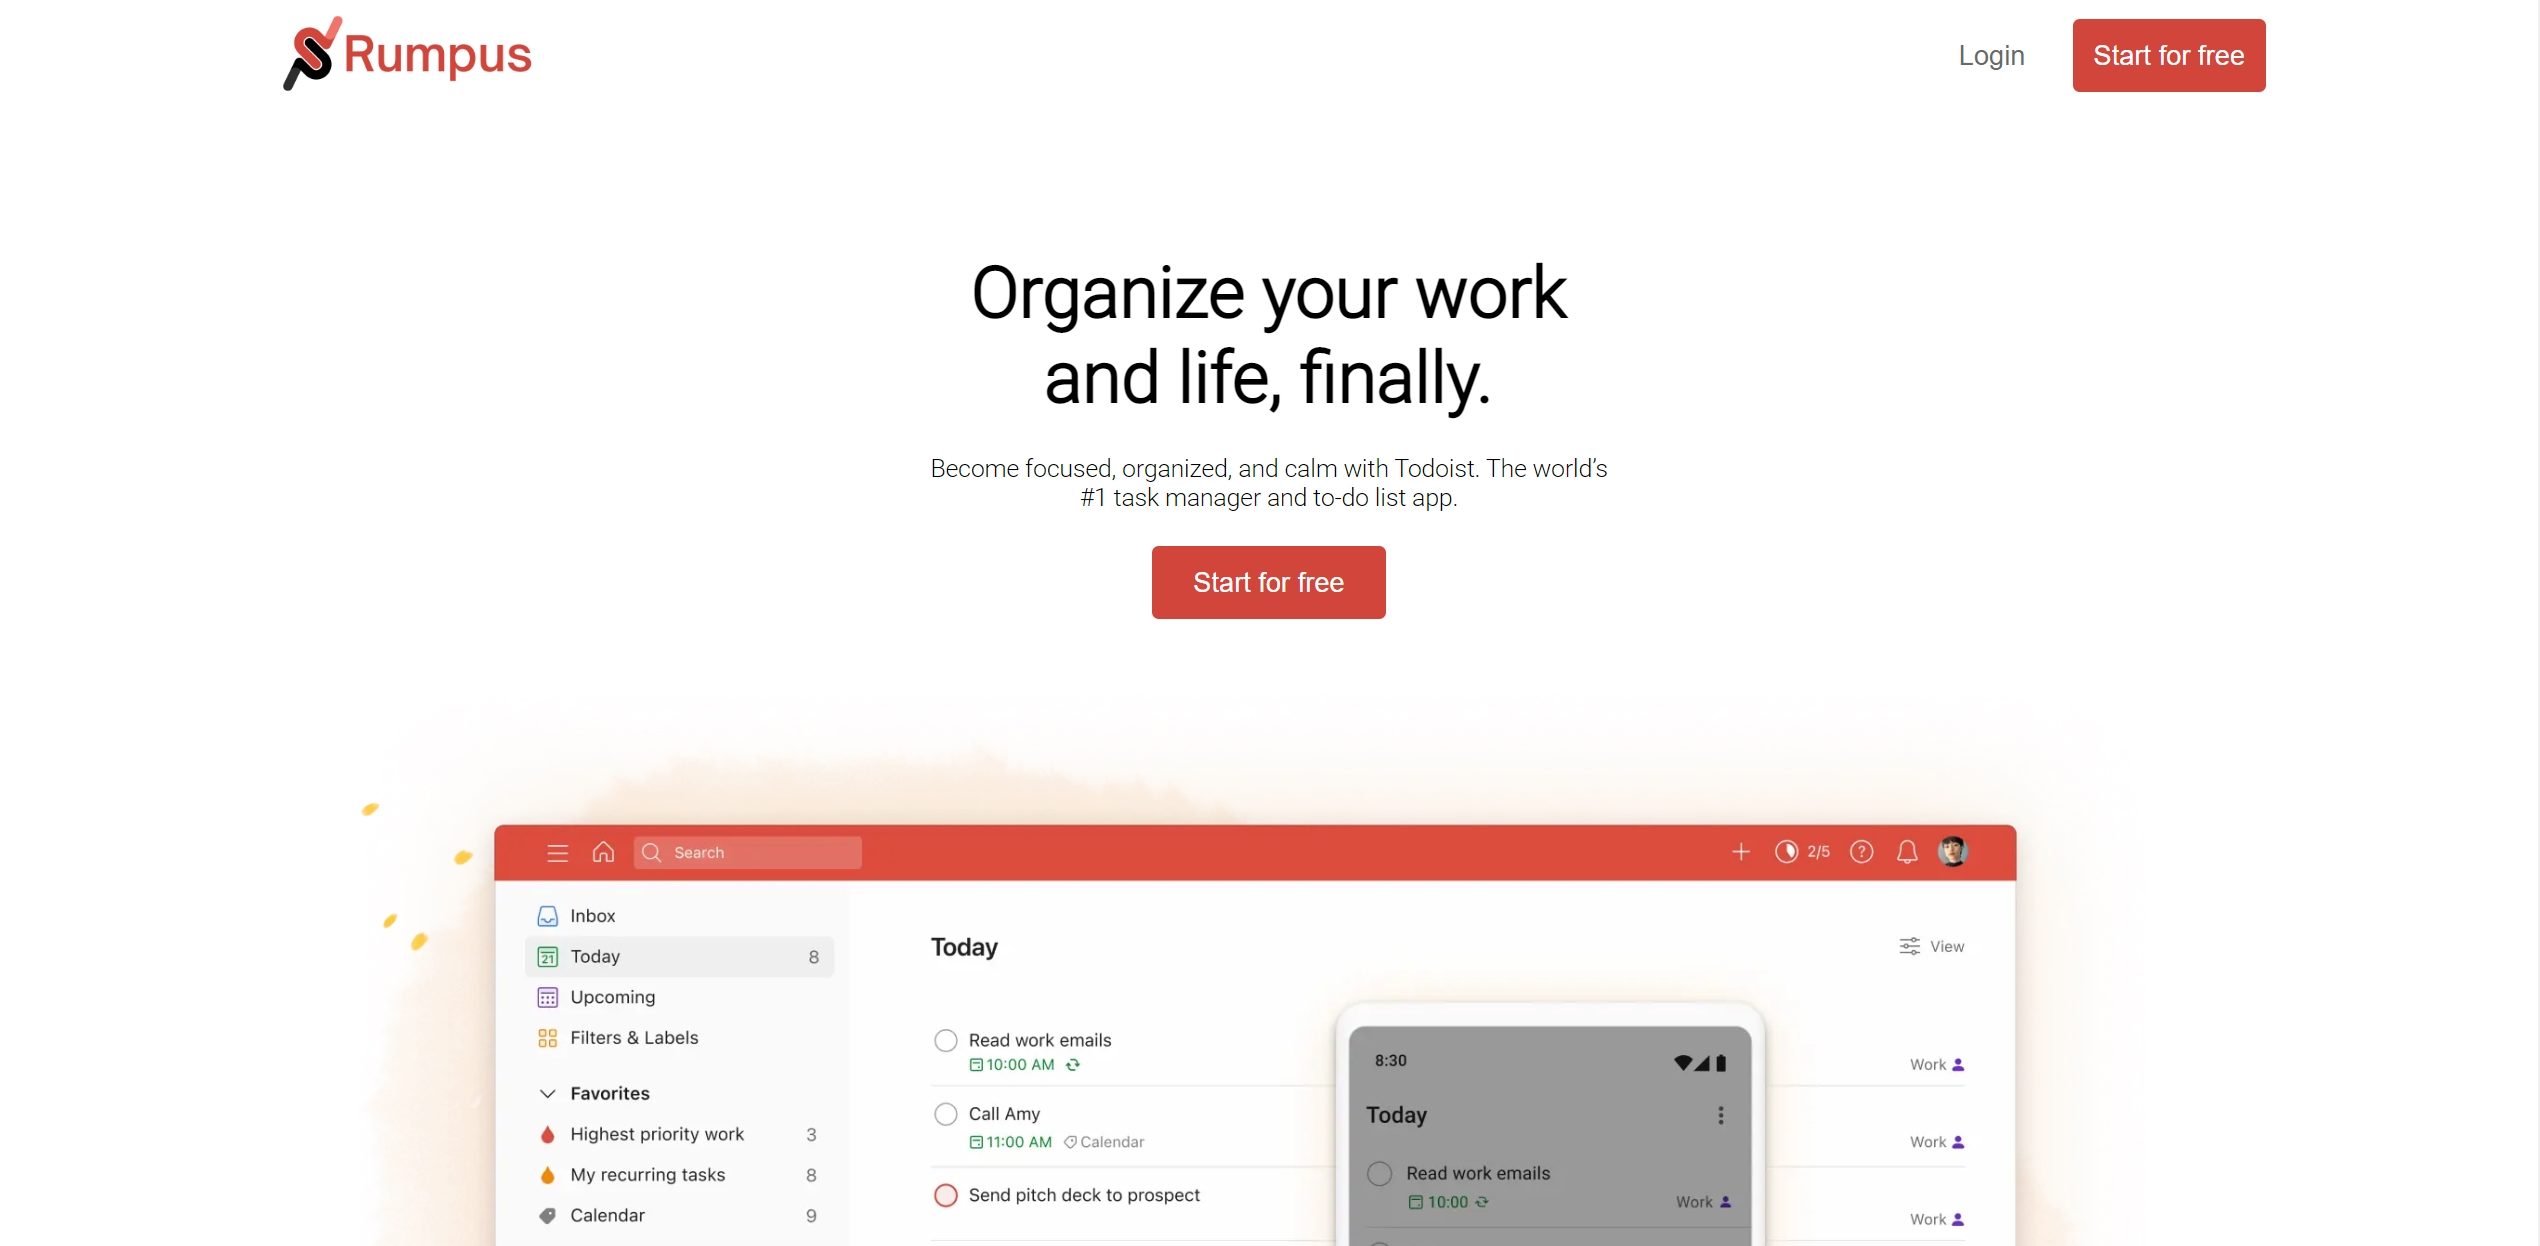 Rumpus
Login
Start for free
Organize your work
and life, finally.
Become focused, organized, and calm with Todoist. The world’s
#1 task manager and to-do list app.
Start for free
Search
2/5
?
Inbox
21
Today
8
Upcoming
Filters & Labels
Favorites
Highest priority work
3
My recurring tasks
8
Calendar
9
Today
View
Read work emails
10:00 AM
Work
Call Amy
11:00 AM
Calendar
Work
Send pitch deck to prospect
Work
8:30
Today
Read work emails
10:00
Work